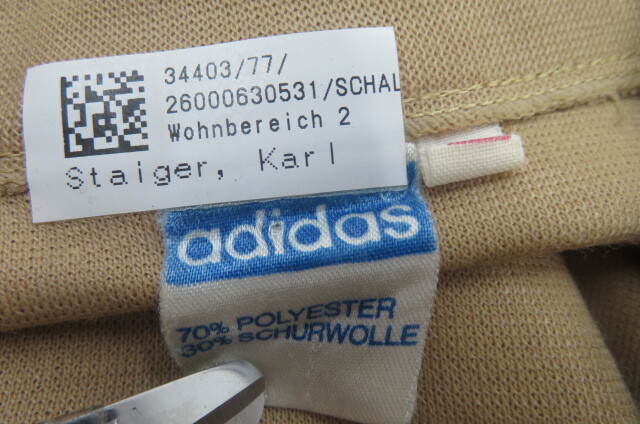 34403/77/
26000630531/SCHAL
Wohnbereich 2
Staiger, Karl
adidas
70% POLYESTER
30% SCHURWOLLE